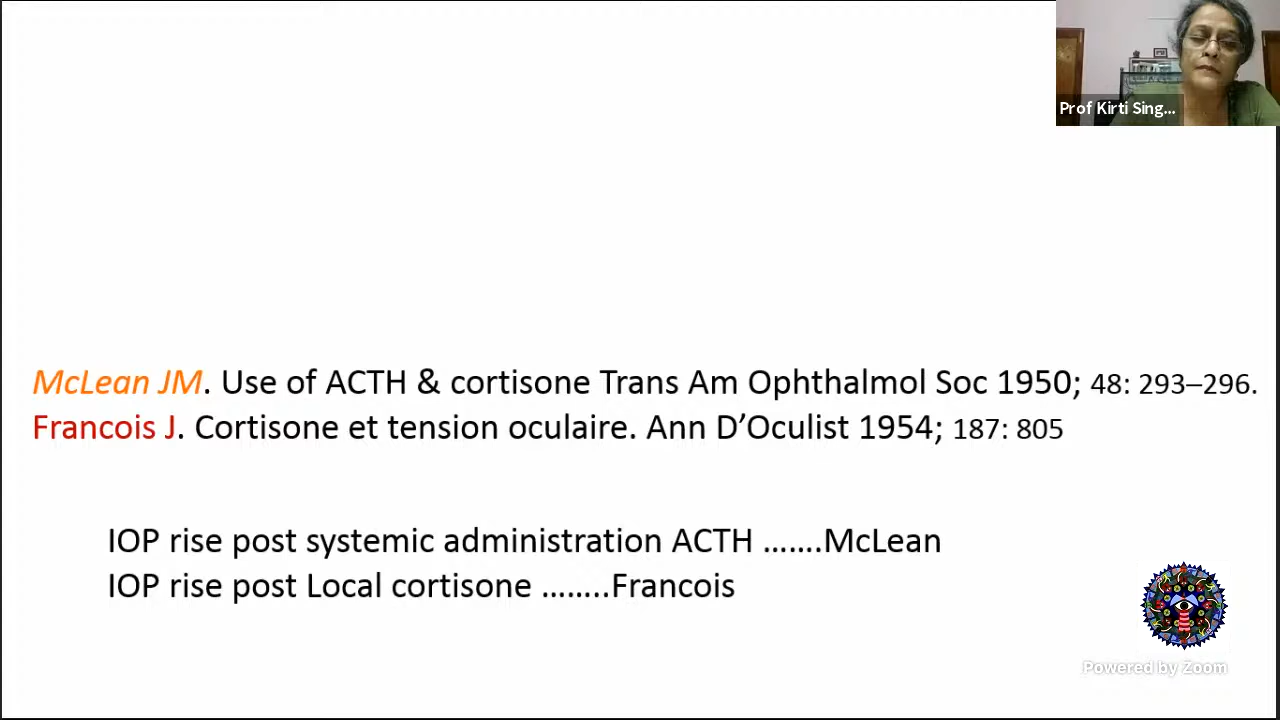 Prof Kirti Sing...
McLean JM. Use of ACTH & cortisone Trans Am Ophthalmol Soc 1950; 48: 293–296.
Francois J. Cortisone et tension oculaire. Ann D’Oculist 1954; 187: 805
IOP rise post systemic administration ACTH …….McLean
IOP rise post Local cortisone ……..Francois
Powered by Zoom